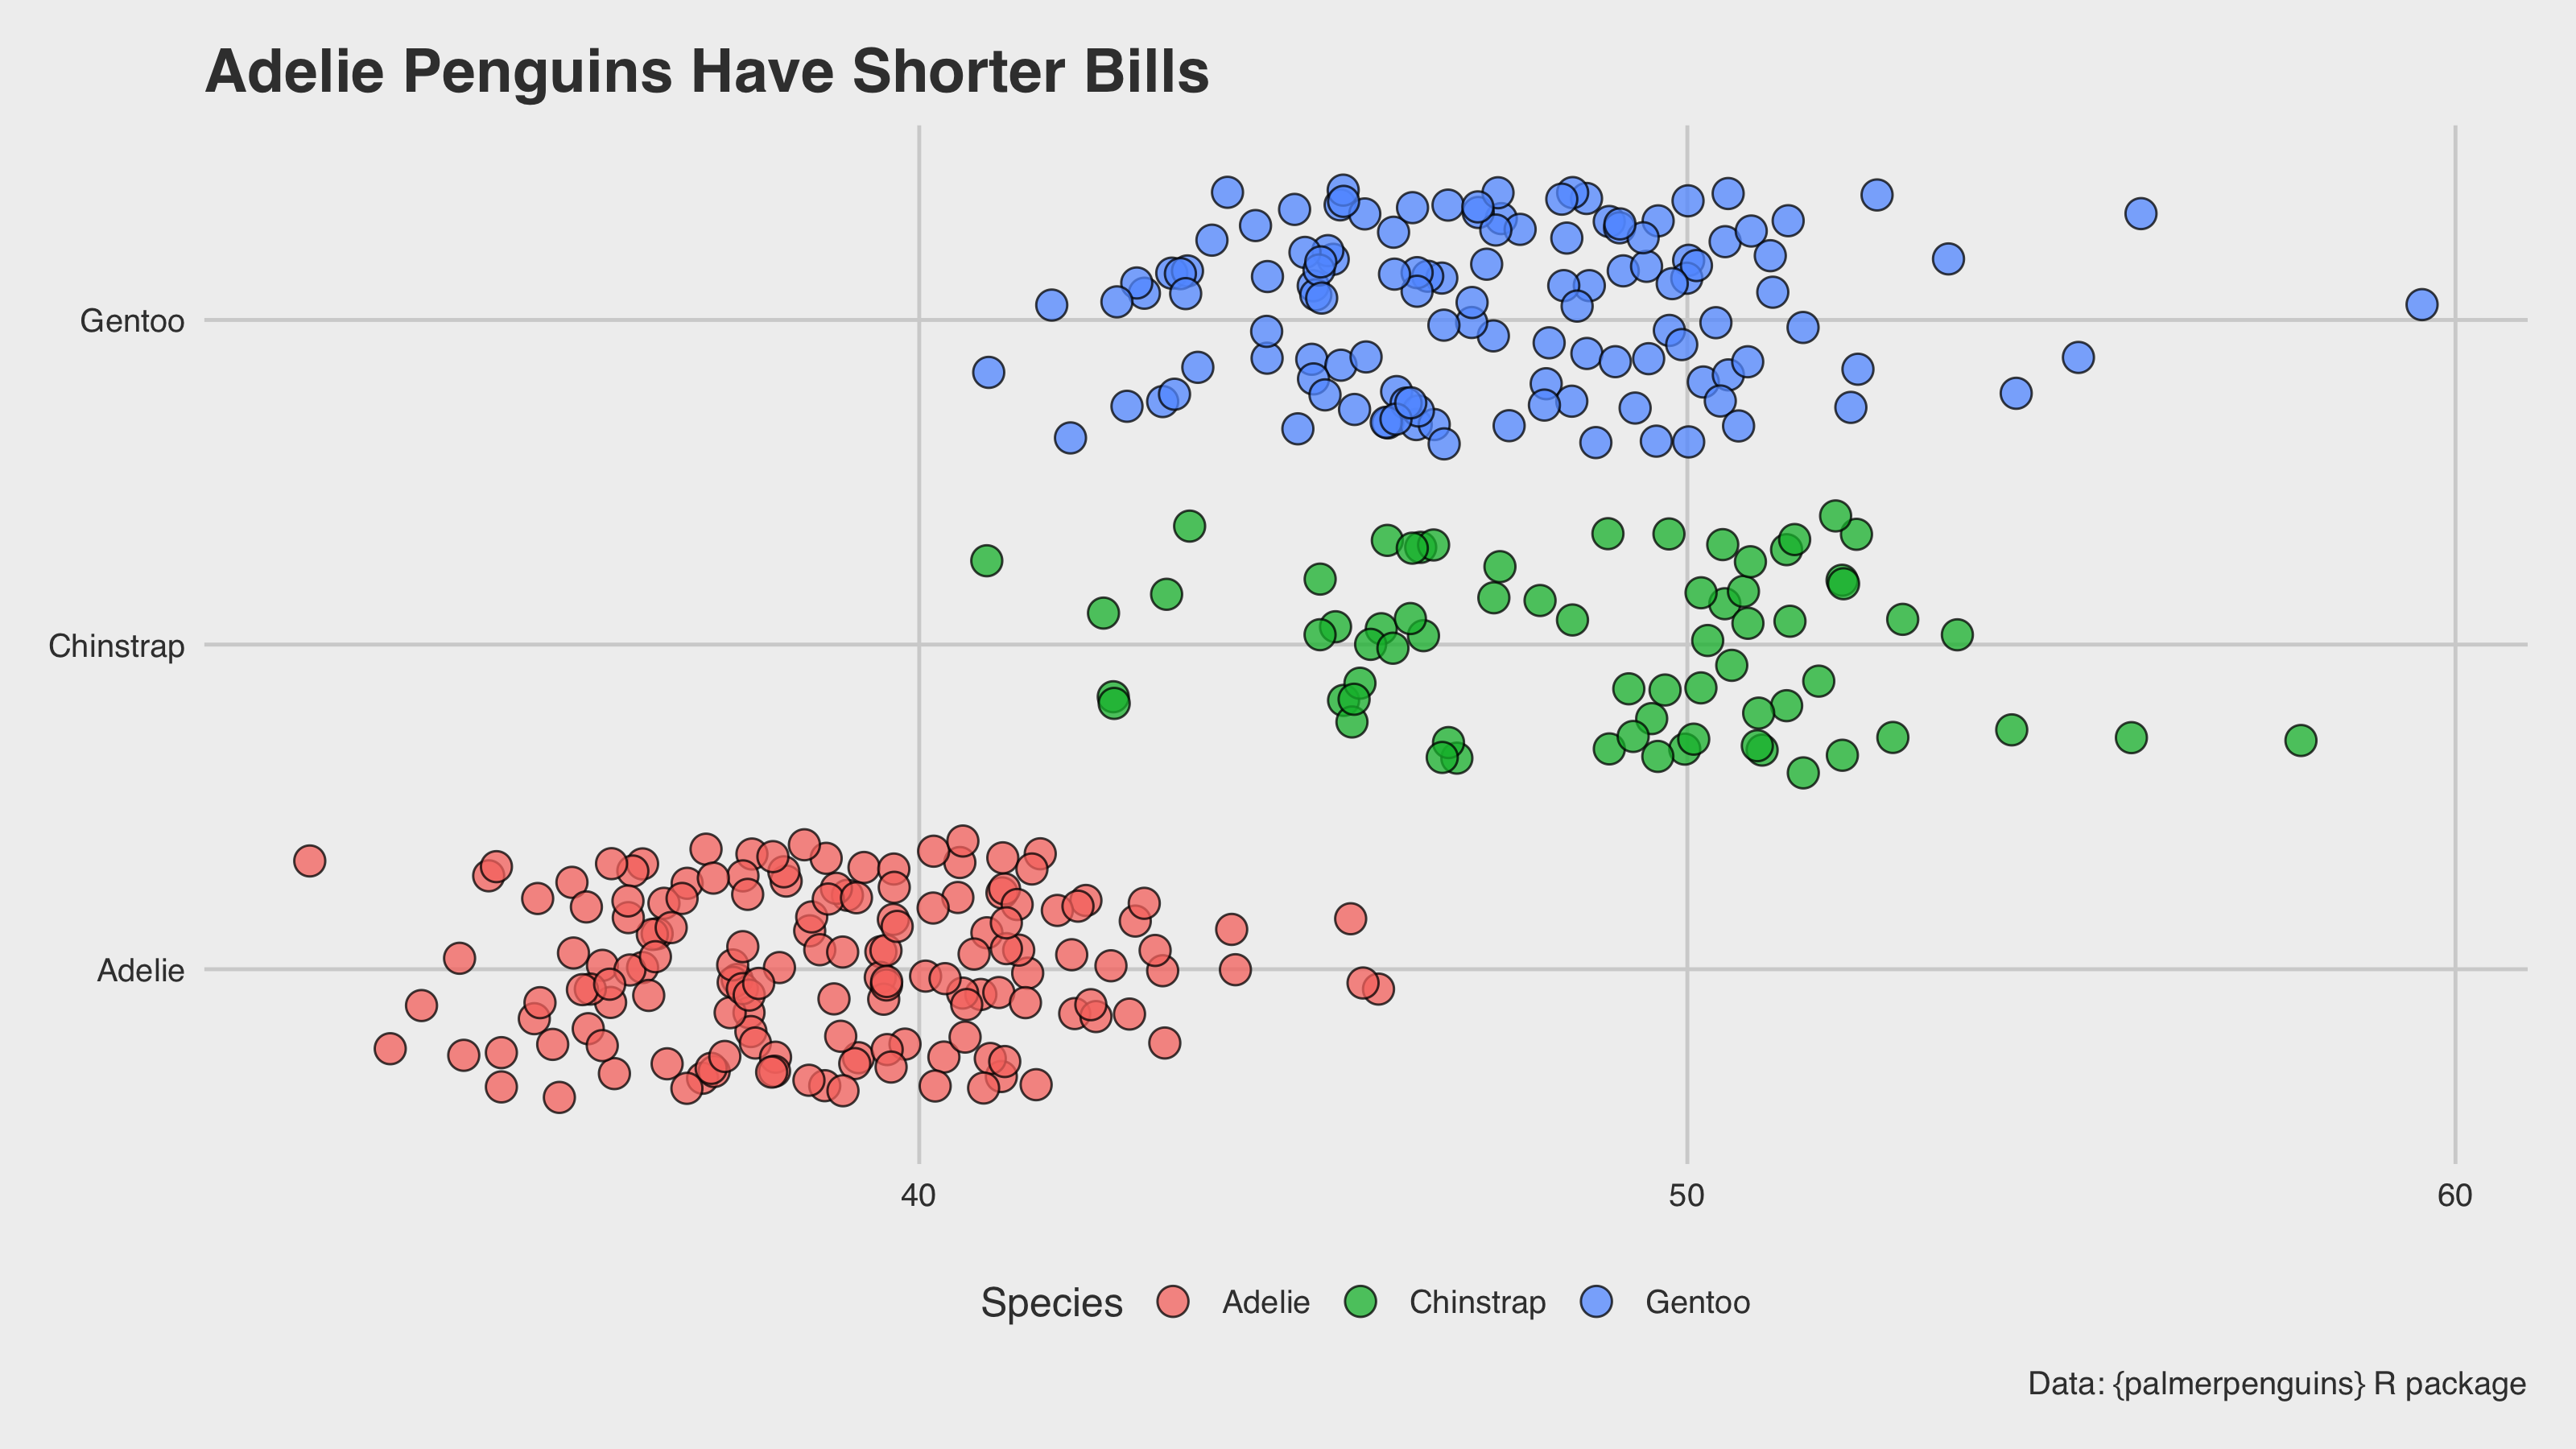 Adelie Penguins Have Shorter Bills
Gentoo
Chinstrap
Adelie
40 50 60
Species Adelie Chinstrap Gentoo
Data: {palmerpenguins} R package